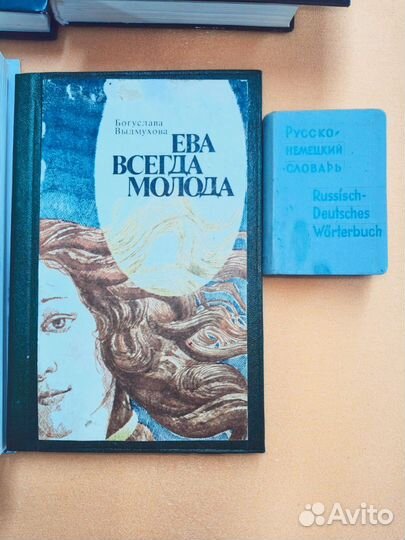 Богуслава
Выдмухова
ЕВА
ВСЕГДА
МОЛОДА
Русско-
немецкий
словарь
Russisch-
Deutsches
Wörterbuch
Avito